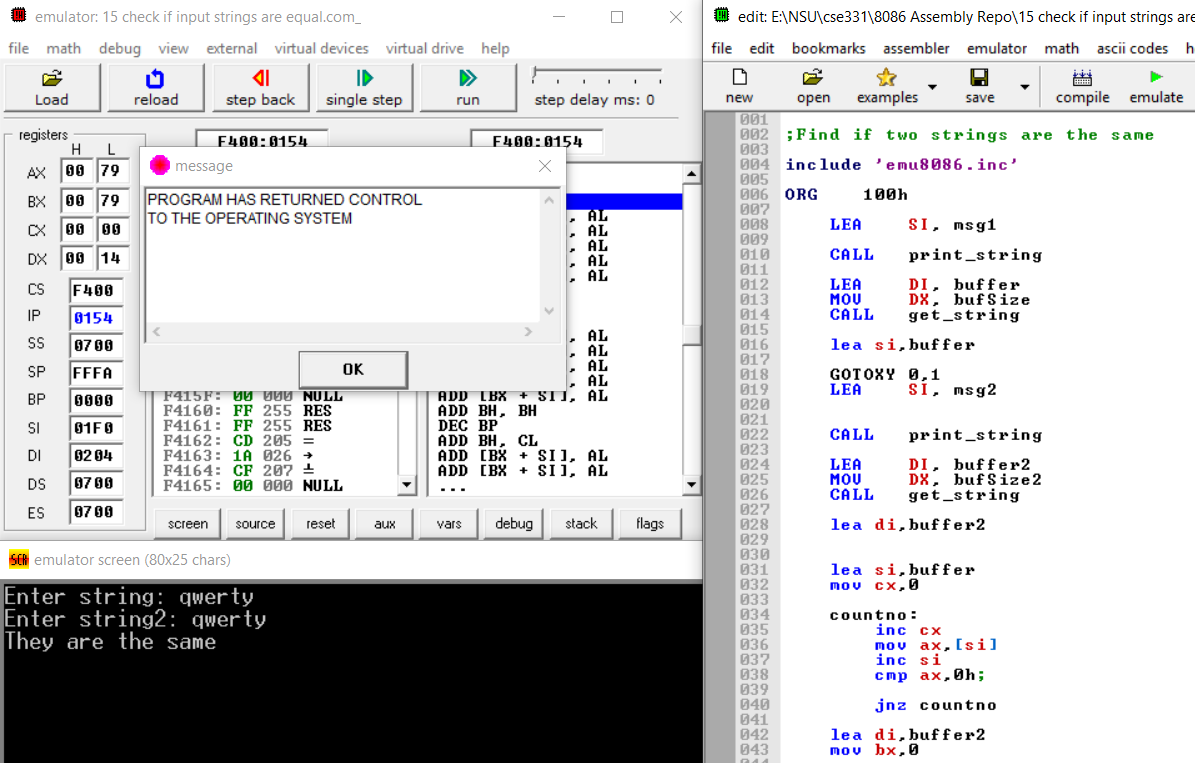 emulator: 15 check if input strings are equal.com_
file math debug view external virtual devices virtual drive help
Load reload step back single step run step delay ms: 0
registers
H L
F400:0154 F400:0154
AX 00 79
BX 00 79
CX 00 00
DX 00 14
CS F400
IP 0154
SS 0700
SP FFFA
BP 0000
SI 01F0
DI 0204
DS 0700
ES 0700
message
PROGRAM HAS RETURNED CONTROL
TO THE OPERATING SYSTEM
OK
, AL
, AL
, AL
, AL
, AL
, AL
, AL
, AL
, AL
F415F: 00 000 NULL ADD [BX + SI], AL
F4160: FF 255 RES ADD BH, BH
F4161: FF 255 RES DEC BP
F4162: CD 205 = ADD BH, CL
F4163: 1A 026 → ADD [BX + SI], AL
F4164: CF 207 ╧ ADD [BX + SI], AL
F4165: 00 000 NULL ...
screen source reset aux vars debug stack flags
emulator screen (80x25 chars)
Enter string: qwerty
Enter string2: qwerty
They are the same
edit: E:\NSU\cse331\8086 Assembly Repo\15 check if input strings are
file edit bookmarks assembler emulator math ascii codes h
new open examples save compile emulate
001
002 ;Find if two strings are the same
003
004 include 'emu8086.inc'
005
006 ORG 100h
007
008 LEA SI, msg1
009
010 CALL print_string
011
012 LEA DI, buffer
013 MOV DX, bufSize
014 CALL get_string
015
016 lea si,buffer
017
018 GOTOXY 0,1
019 LEA SI, msg2
020
021
022 CALL print_string
023
024 LEA DI, buffer2
025 MOV DX, bufSize2
026 CALL get_string
027
028 lea di,buffer2
029
030
031 lea si,buffer
032 mov cx,0
033
034 countno:
035 inc cx
036 mov ax,[si]
037 inc si
038 cmp ax,0h;
039
040 jnz countno
041
042 lea di,buffer2
043 mov bx,0